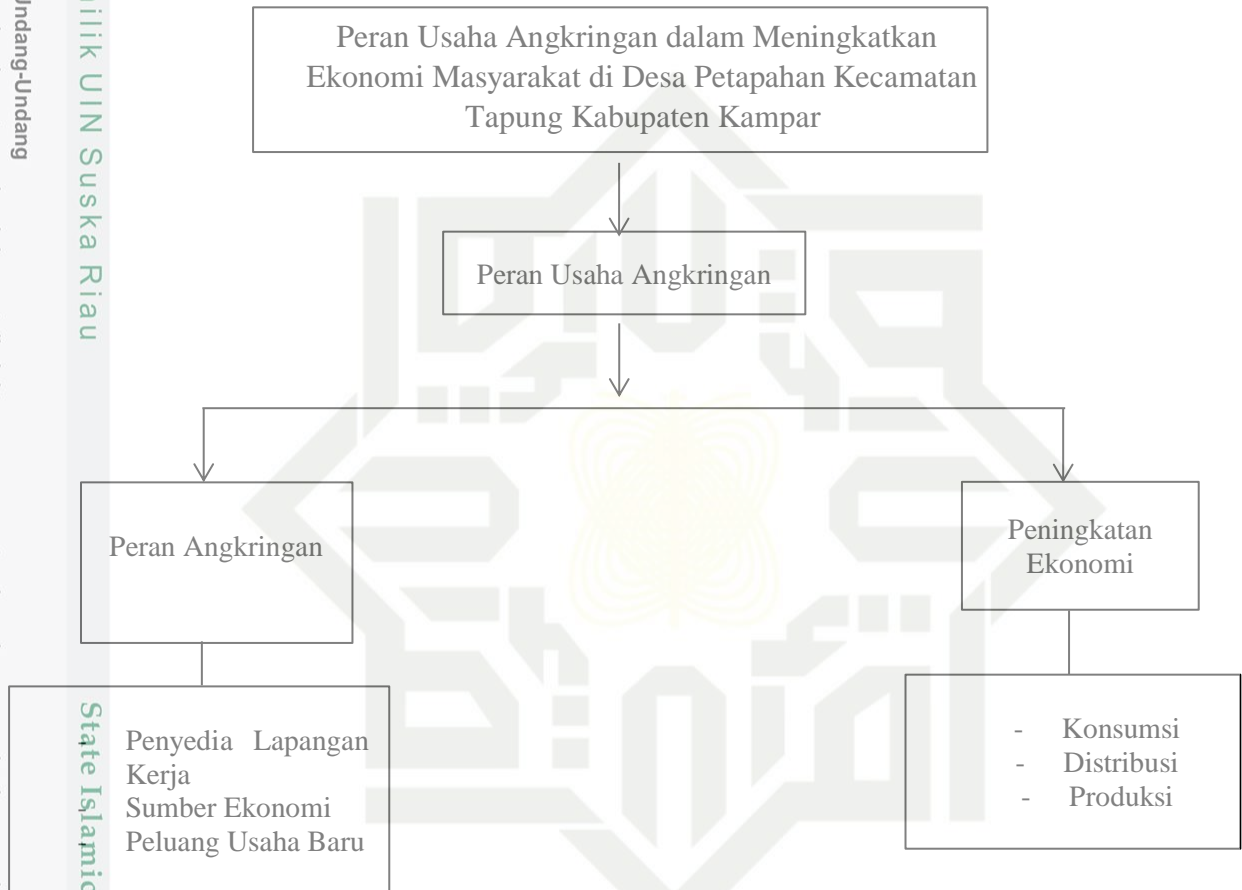 Undang-Undang
milik UIN Suska Riau
State Islamic
Peran Usaha Angkringan dalam Meningkatkan
Ekonomi Masyarakat di Desa Petapahan Kecamatan
Tapung Kabupaten Kampar
Peran Usaha Angkringan
Peran Angkringan
Peningkatan
Ekonomi
- Penyedia Lapangan
Kerja
- Sumber Ekonomi
- Peluang Usaha Baru
- Konsumsi
- Distribusi
- Produksi